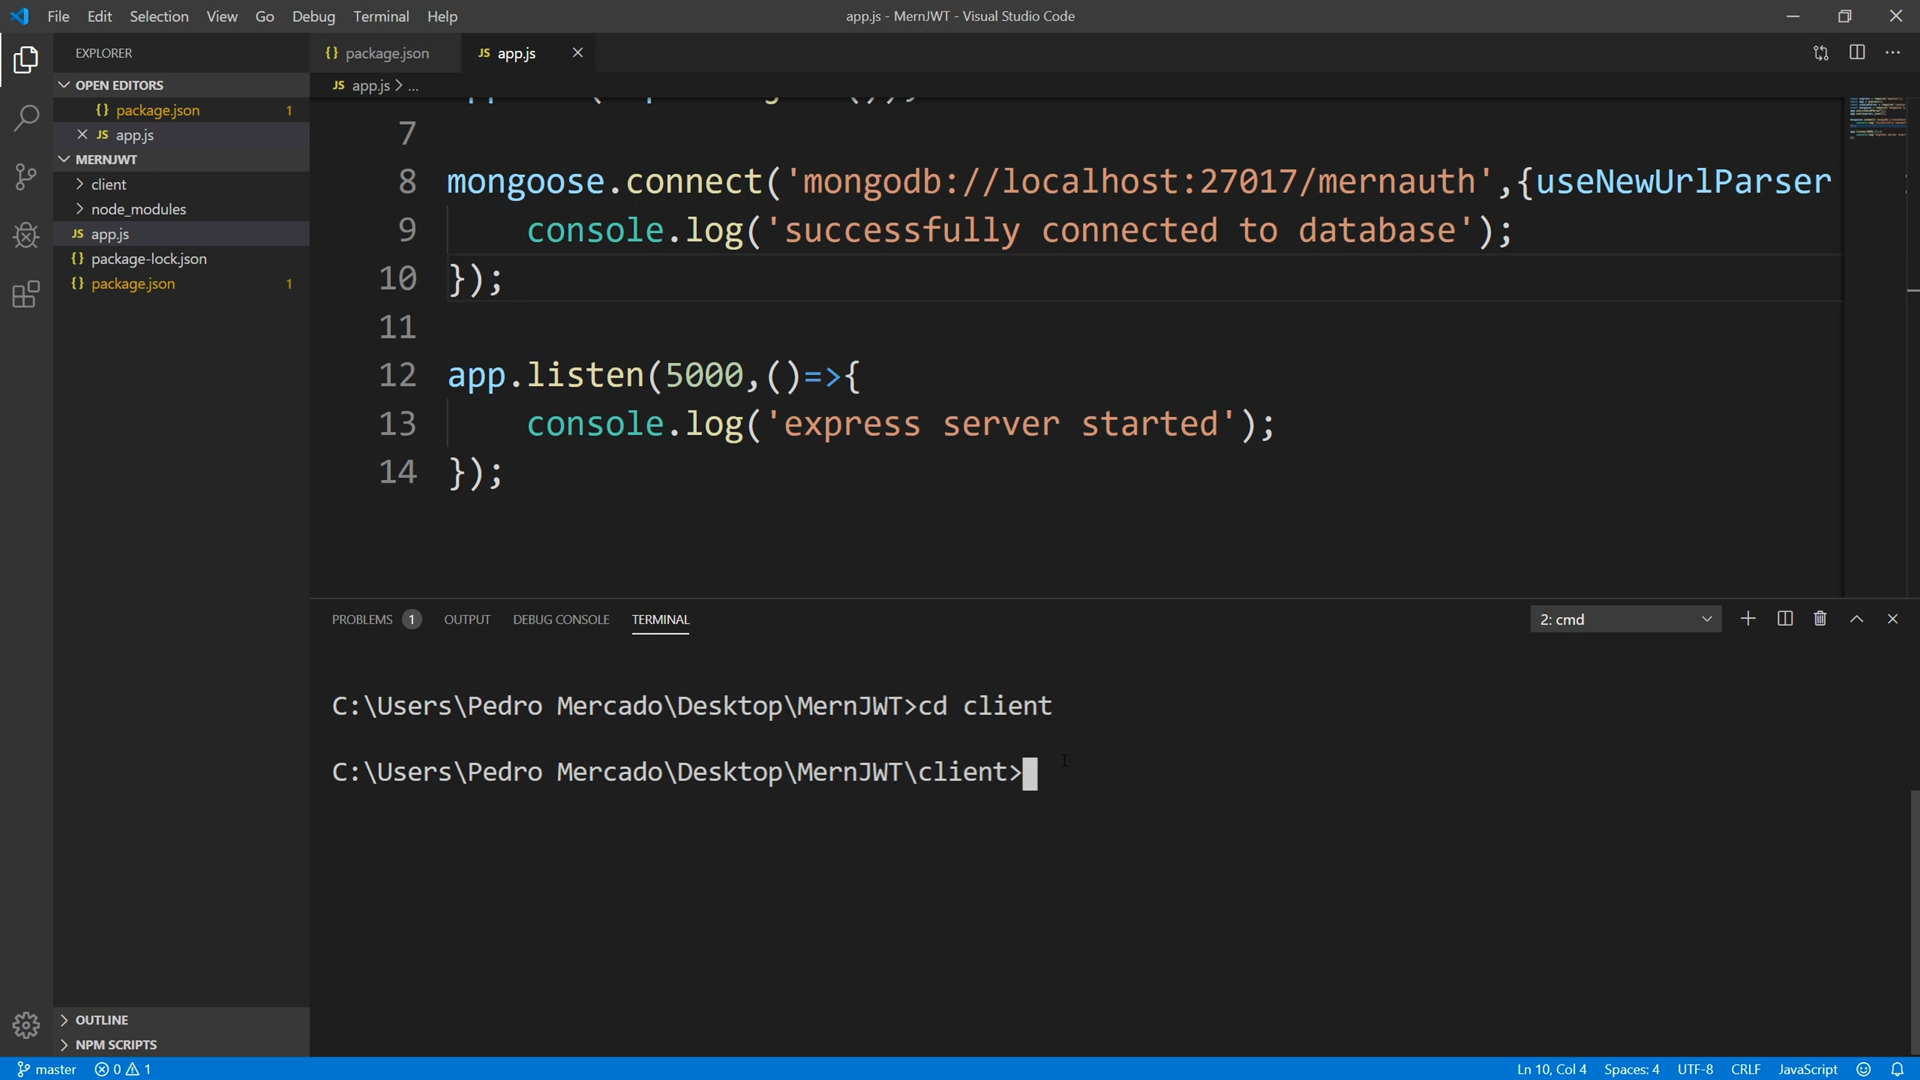 File Edit Selection View Go Debug Terminal Help
app.js - MernJWT - Visual Studio Code
EXPLORER
OPEN EDITORS
{} package.json 1
JS app.js
MERNJWT
client
node_modules
JS app.js
{} package-lock.json
{} package.json 1
OUTLINE
NPM SCRIPTS
{} package.json
JS app.js
JS app.js > ...
7
8 mongoose.connect('mongodb://localhost:27017/mernauth',{useNewUrlParser
9 console.log('successfully connected to database');
10 });
11
12 app.listen(5000,()=>{
13 console.log('express server started');
14 });
PROBLEMS 1 OUTPUT DEBUG CONSOLE TERMINAL
2: cmd
C:\Users\Pedro Mercado\Desktop\MernJWT>cd client
C:\Users\Pedro Mercado\Desktop\MernJWT\client>
master 0 1
Ln 10, Col 4 Spaces: 4 UTF-8 CRLF JavaScript